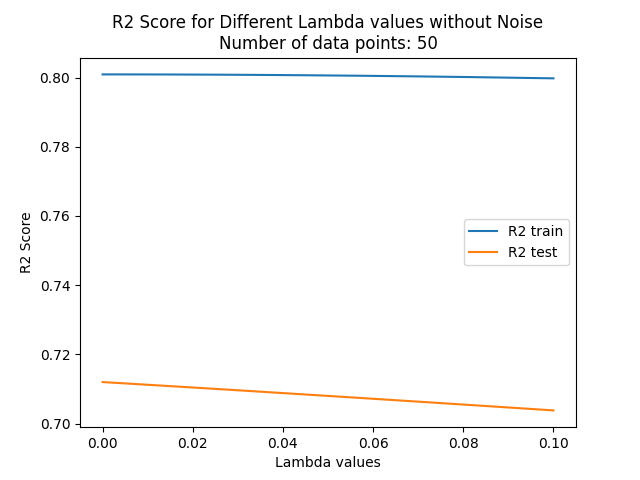 R2 Score for Different Lambda values without Noise
Number of data points: 50
0.80
0.78
0.76
0.74
0.72
0.70
R2 Score
R2 train
R2 test
0.00
0.02
0.04
0.06
0.08
0.10
Lambda values